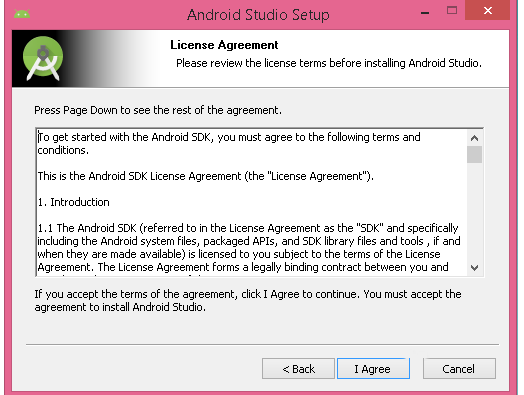 Android Studio Setup
License Agreement
Please review the license terms before installing Android Studio.
Press Page Down to see the rest of the agreement.
To get started with the Android SDK, you must agree to the following terms and
conditions.
This is the Android SDK License Agreement (the "License Agreement").
1. Introduction
1.1 The Android SDK (referred to in the License Agreement as the "SDK" and specifically
including the Android system files, packaged APIs, and SDK library files and tools , if and
when they are made available) is licensed to you subject to the terms of the License
Agreement. The License Agreement forms a legally binding contract between you and
If you accept the terms of the agreement, click I Agree to continue. You must accept the
agreement to install Android Studio.
< Back
I Agree
Cancel